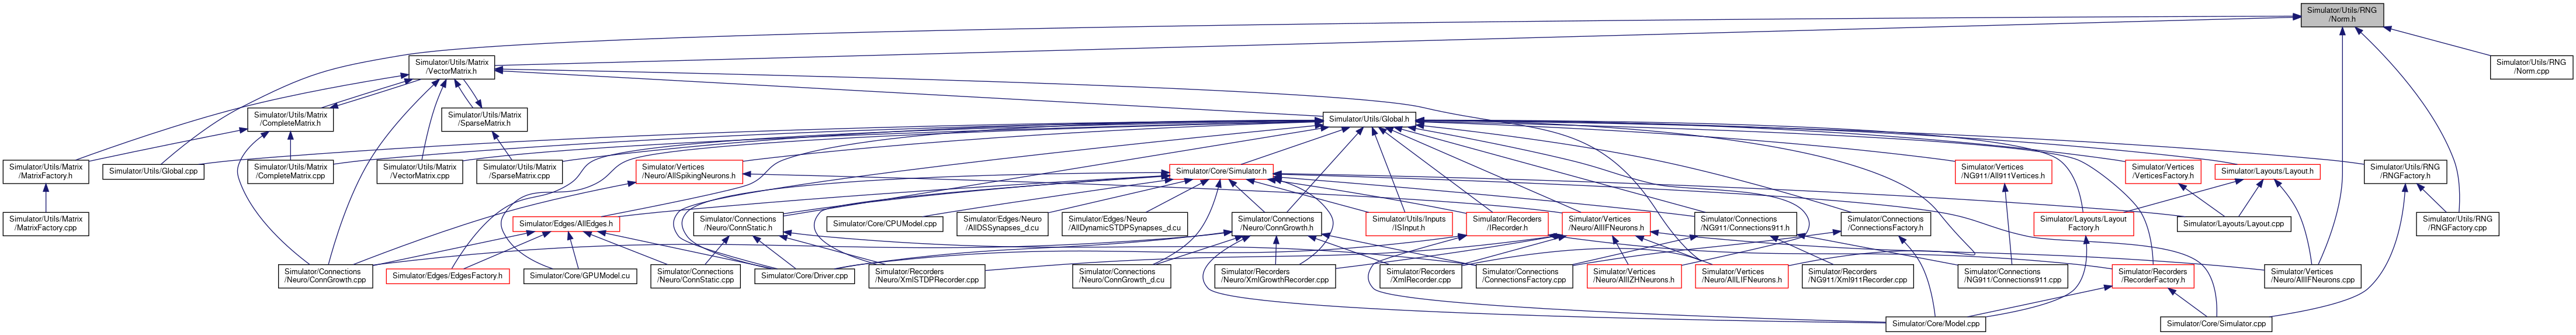 Simulator/Utils/RNG
/Norm.h
Simulator/Utils/Matrix
/VectorMatrix.h
Simulator/Utils/RNG
/Norm.cpp
Simulator/Utils/Matrix
/CompleteMatrix.h
Simulator/Utils/Matrix
/SparseMatrix.h
Simulator/Utils/Global.h
Simulator/Utils/Matrix
/MatrixFactory.h
Simulator/Utils/Global.cpp
Simulator/Utils/Matrix
/CompleteMatrix.cpp
Simulator/Utils/Matrix
/VectorMatrix.cpp
Simulator/Utils/Matrix
/SparseMatrix.cpp
Simulator/Vertices
/Neuro/AllSpikingNeurons.h
Simulator/Core/Simulator.h
Simulator/Vertices
/NG911/All911Vertices.h
Simulator/Vertices
/VerticesFactory.h
Simulator/Layouts/Layout.h
Simulator/Utils/RNG
/RNGFactory.h
Simulator/Utils/Matrix
/MatrixFactory.cpp
Simulator/Edges/AllEdges.h
Simulator/Connections
/Neuro/ConnStatic.h
Simulator/Core/CPUModel.cpp
Simulator/Edges/Neuro
/AllDSSynapses_d.cu
Simulator/Edges/Neuro
/AllDynamicSTDPSynapses_d.cu
Simulator/Connections
/Neuro/ConnGrowth.h
Simulator/Utils/Inputs
/ISInput.h
Simulator/Recorders
/IRecorder.h
Simulator/Vertices
/Neuro/AllIFNeurons.h
Simulator/Connections
/NG911/Connections911.h
Simulator/Connections
/ConnectionsFactory.h
Simulator/Layouts/Layout
Factory.h
Simulator/Layouts/Layout.cpp
Simulator/Utils/RNG
/RNGFactory.cpp
Simulator/Connections
/Neuro/ConnGrowth.cpp
Simulator/Edges/EdgesFactory.h
Simulator/Core/GPUModel.cu
Simulator/Connections
/Neuro/ConnStatic.cpp
Simulator/Core/Driver.cpp
Simulator/Recorders
/Neuro/XmlSTDPRecorder.cpp
Simulator/Connections
/Neuro/ConnGrowth_d.cu
Simulator/Recorders
/Neuro/XmlGrowthRecorder.cpp
Simulator/Recorders
/XmlRecorder.cpp
Simulator/Connections
/ConnectionsFactory.cpp
Simulator/Vertices
/Neuro/AllIZHNeurons.h
Simulator/Vertices
/Neuro/AllLIFNeurons.h
Simulator/Recorders
/NG911/Xml911Recorder.cpp
Simulator/Connections
/NG911/Connections911.cpp
Simulator/Recorders
/RecorderFactory.h
Simulator/Vertices
/Neuro/AllIFNeurons.cpp
Simulator/Core/Model.cpp
Simulator/Core/Simulator.cpp